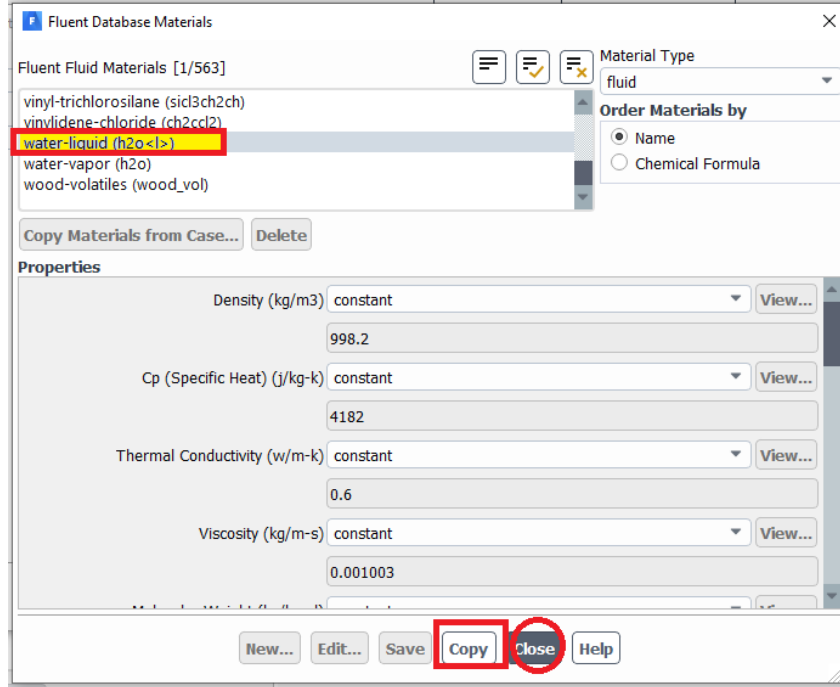 Fluent Database Materials
Fluent Fluid Materials [1/563]
Material Type
fluid
vinyl-trichlorosilane (sicl3ch2ch)
vinylidene-chloride (ch2ccl2)
water-liquid (h2o<l>)
water-vapor (h2o)
wood-volatiles (wood_vol)
Order Materials by
Name
Chemical Formula
Copy Materials from Case... Delete
Properties
Density (kg/m3) constant View...
998.2
Cp (Specific Heat) (j/kg-k) constant View...
4182
Thermal Conductivity (w/m-k) constant View...
0.6
Viscosity (kg/m-s) constant View...
0.001003
New... Edit... Save Copy Close Help